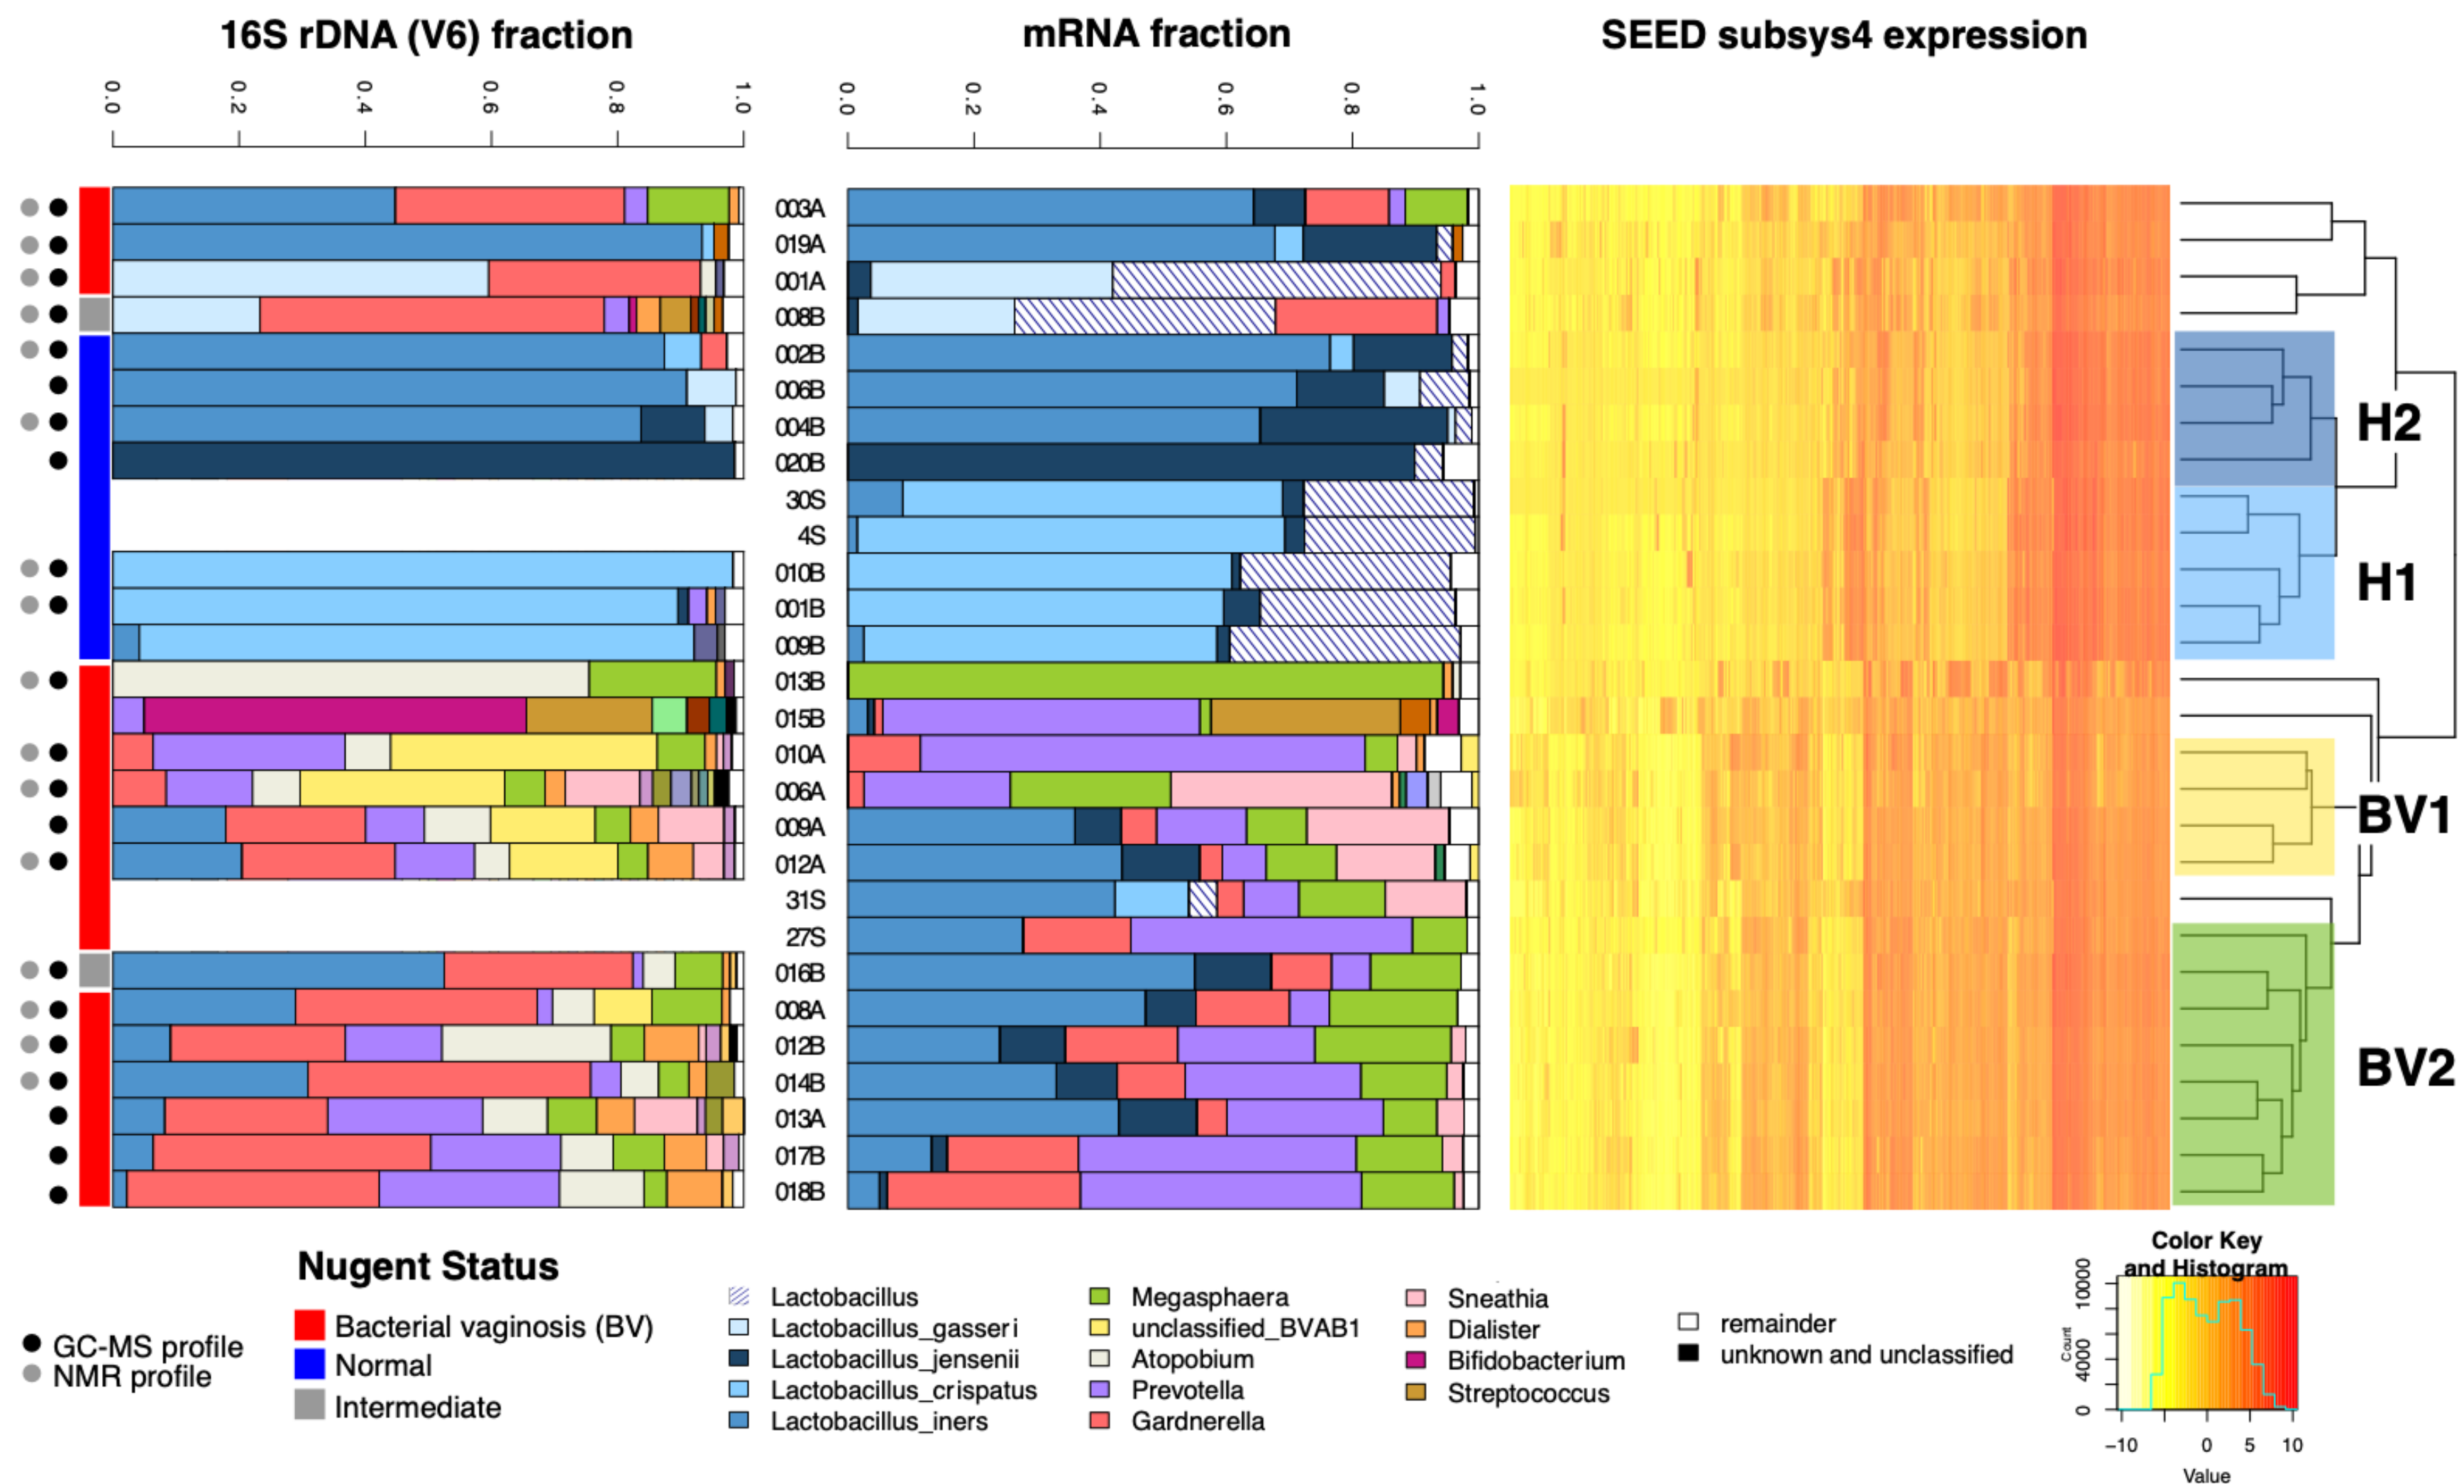 16S rDNA (V6) fraction
mRNA fraction
SEED subsys4 expression
0.0 0.2 0.4 0.6 0.8 1.0
0.0 0.2 0.4 0.6 0.8 1.0
003A
019A
001A
008B
002B
006B
004B
020B
30S
4S
010B
001B
009B
013B
015B
010A
006A
009A
012A
31S
27S
016B
008A
012B
014B
013A
017B
018B
H2
H1
BV1
BV2
GC-MS profile
NMR profile
Nugent Status
Bacterial vaginosis (BV)
Normal
Intermediate
Lactobacillus
Lactobacillus_gasseri
Lactobacillus_jensenii
Lactobacillus_crispatus
Lactobacillus_iners
Megasphaera
unclassified_BVAB1
Atopobium
Prevotella
Gardnerella
Sneathia
Dialister
Bifidobacterium
Streptococcus
remainder
unknown and unclassified
Color Key
and Histogram
Count
0 4000 10000
-10 0 5 10
Value